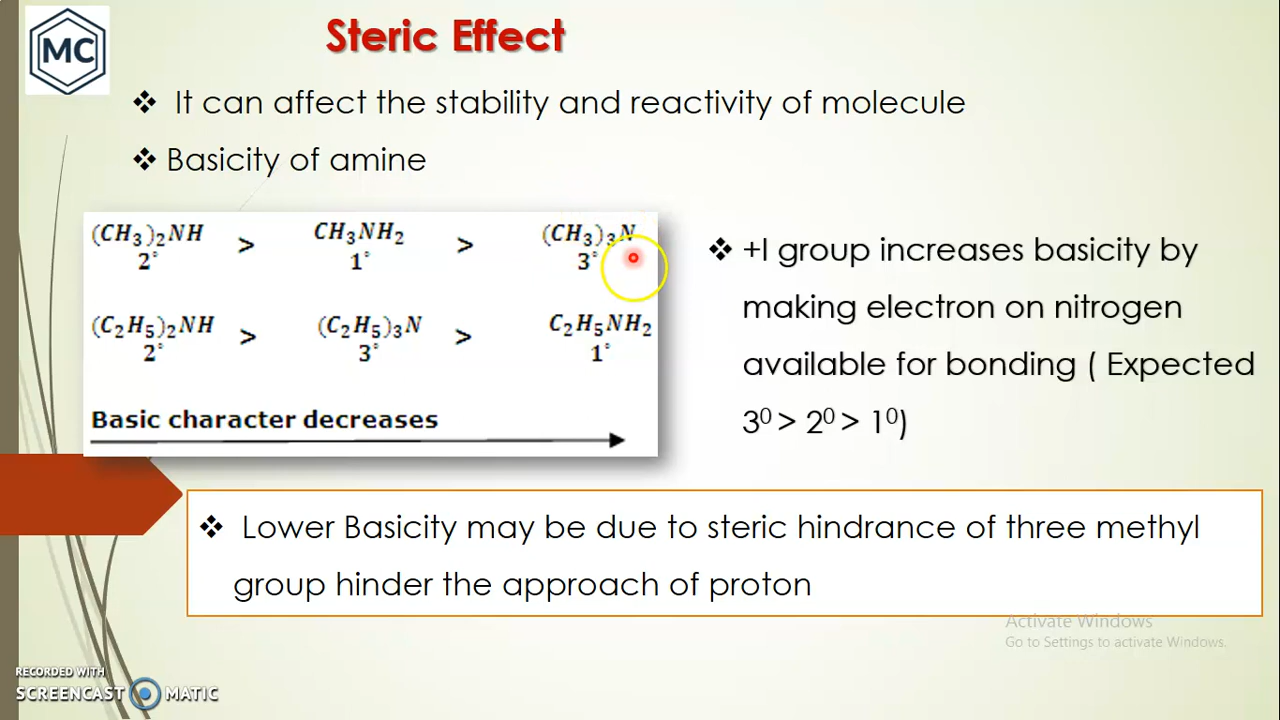 MC
Steric Effect
❖ It can affect the stability and reactivity of molecule
❖ Basicity of amine
(CH₃)₂NH > CH₃NH₂ > (CH₃)₃N
2° 1° 3°
(C₂H₅)₂NH > (C₂H₅)₃N > C₂H₅NH₂
2° 3° 1°
Basic character decreases
❖ +I group increases basicity by
making electron on nitrogen
available for bonding ( Expected
3⁰ > 2⁰ > 1⁰)
❖ Lower Basicity may be due to steric hindrance of three methyl
group hinder the approach of proton
Activate Windows
Go to Settings to activate Windows.
RECORDED WITH
SCREENCAST MATIC